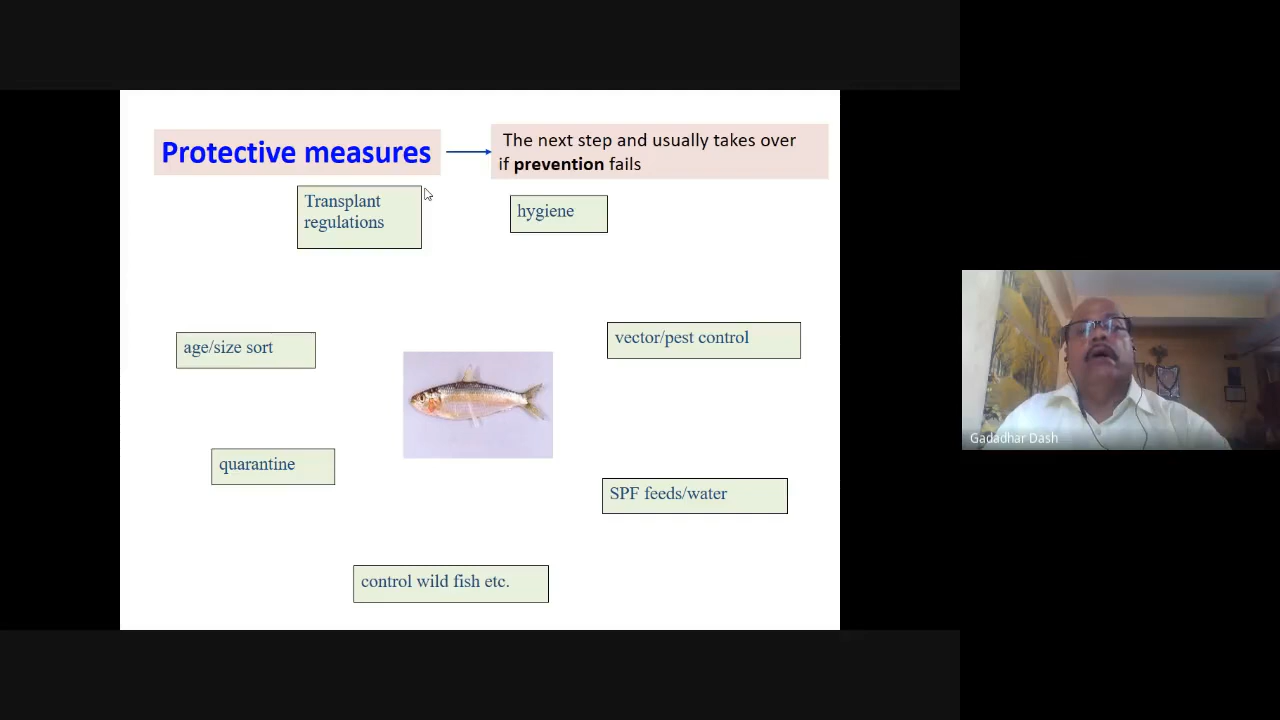 Protective measures
The next step and usually takes over
if prevention fails
Transplant
regulations
hygiene
age/size sort
vector/pest control
quarantine
SPF feeds/water
control wild fish etc.
Gadadhar Dash